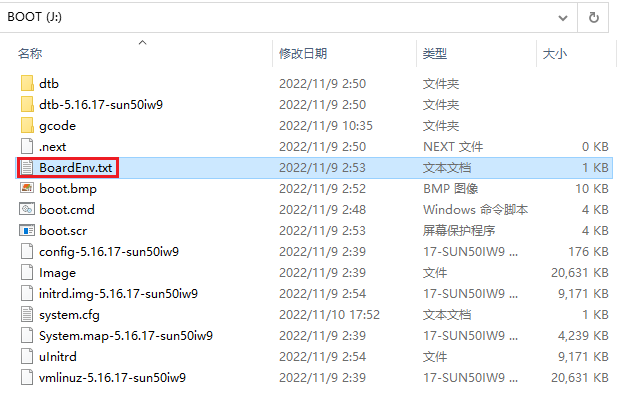 BOOT (J:)
名称 修改日期 类型 大小
dtb 2022/11/9 2:50 文件夹
dtb-5.16.17-sun50iw9 2022/11/9 2:50 文件夹
gcode 2022/11/9 10:35 文件夹
.next 2022/11/9 2:50 NEXT 文件 0 KB
BoardEnv.txt 2022/11/9 2:53 文本文档 1 KB
boot.bmp 2022/11/9 2:52 BMP 图像 10 KB
boot.cmd 2022/11/9 2:48 Windows 命令脚本 4 KB
boot.scr 2022/11/9 2:39 屏幕保护程序 4 KB
config-5.16.17-sun50iw9 2022/11/9 2:39 17-SUN50IW9 ... 176 KB
Image 2022/11/9 2:39 文件 20,631 KB
initrd.img-5.16.17-sun50iw9 2022/11/9 2:54 17-SUN50IW9 ... 9,171 KB
system.cfg 2022/11/10 17:52 文本文档 1 KB
System.map-5.16.17-sun50iw9 2022/11/9 2:39 17-SUN50IW9 ... 4,239 KB
uInitrd 2022/11/9 2:54 文件 9,171 KB
vmlinuz-5.16.17-sun50iw9 2022/11/9 2:39 17-SUN50IW9 ... 20,631 KB